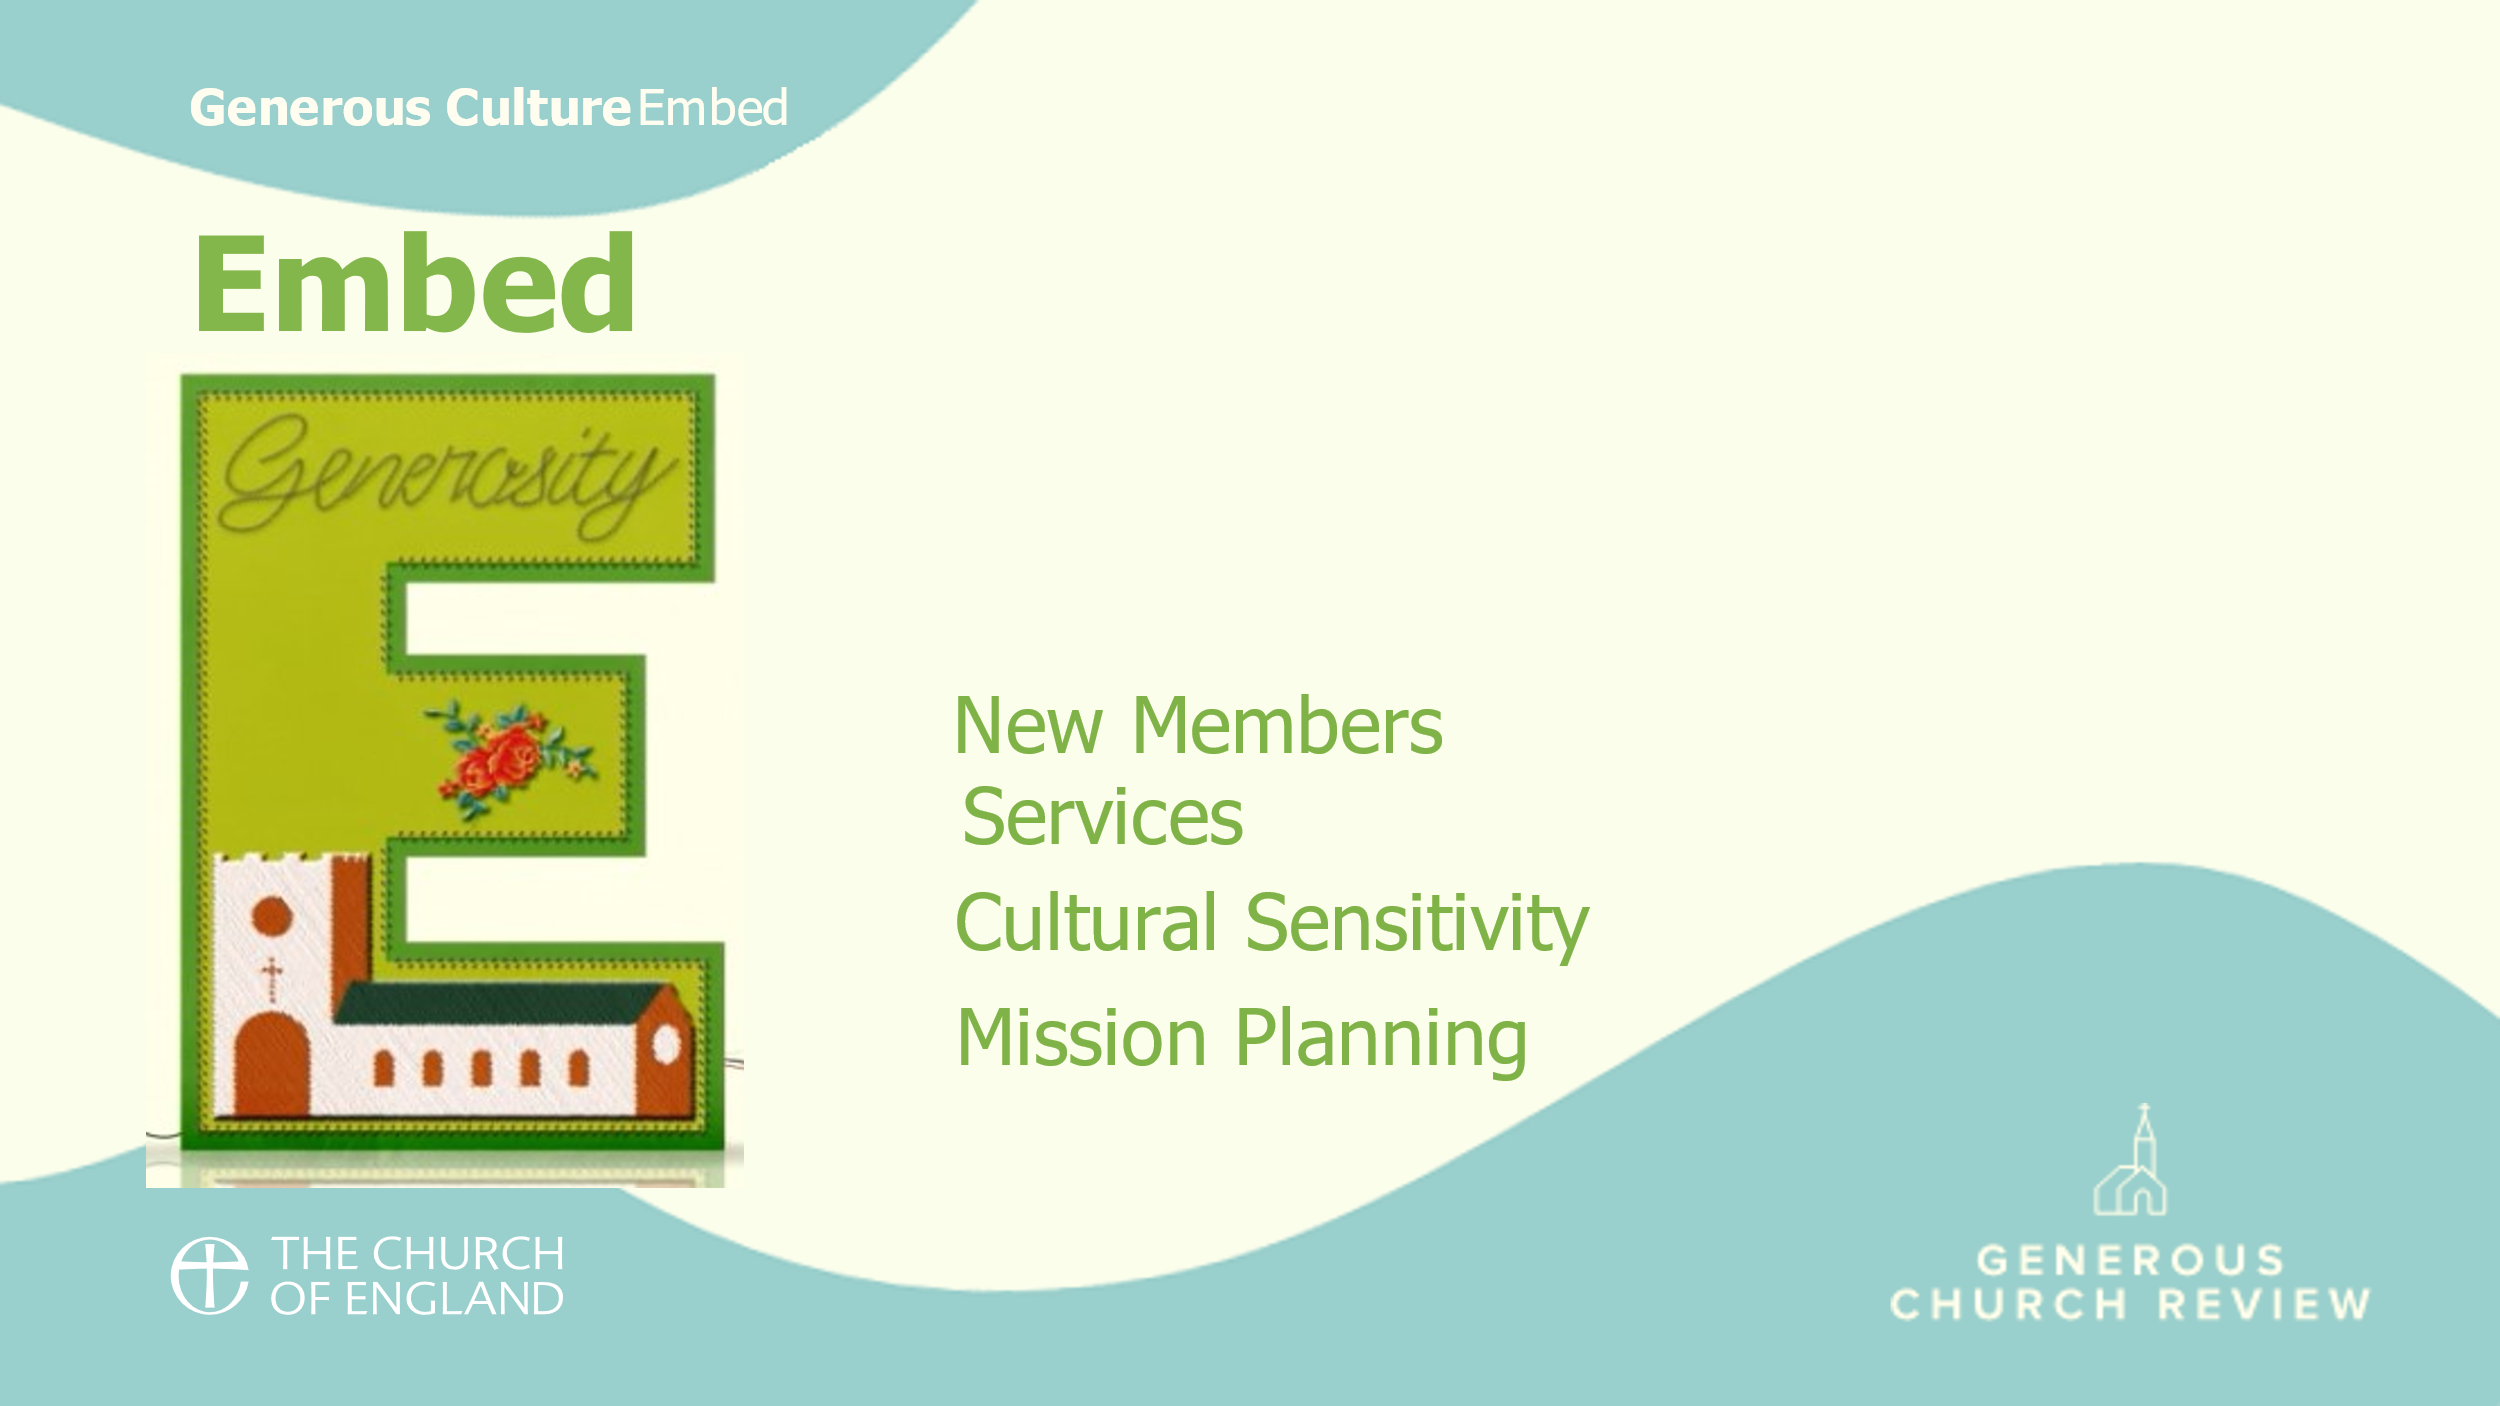 Generous Culture Embed
Embed
Generosity
New Members
Services
Cultural Sensitivity
Mission Planning
THE CHURCH
OF ENGLAND
GENEROUS
CHURCH REVIEW